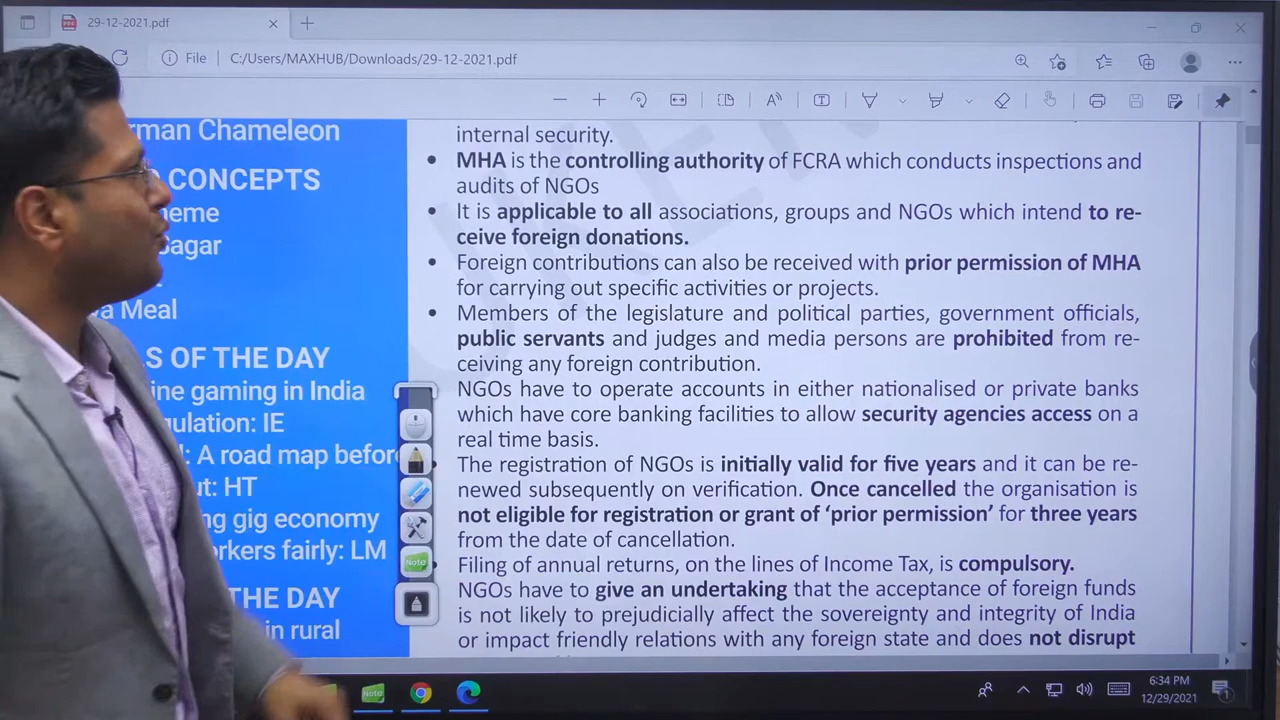 29-12-2021.pdf
File C:/Users/MAXHUB/Downloads/29-12-2021.pdf
rman Chameleon
CONCEPTS
eme
Sagar
a Meal
S OF THE DAY
ine gaming in India
gulation: IE
: A road map before
ut: HT
ng gig economy
rkers fairly: LM
THE DAY
in rural
internal security.
• MHA is the controlling authority of FCRA which conducts inspections and
audits of NGOs
• It is applicable to all associations, groups and NGOs which intend to re-
ceive foreign donations.
• Foreign contributions can also be received with prior permission of MHA
for carrying out specific activities or projects.
• Members of the legislature and political parties, government officials,
public servants and judges and media persons are prohibited from re-
ceiving any foreign contribution.
NGOs have to operate accounts in either nationalised or private banks
which have core banking facilities to allow security agencies access on a
real time basis.
The registration of NGOs is initially valid for five years and it can be re-
newed subsequently on verification. Once cancelled the organisation is
not eligible for registration or grant of ‘prior permission’ for three years
from the date of cancellation.
Filing of annual returns, on the lines of Income Tax, is compulsory.
NGOs have to give an undertaking that the acceptance of foreign funds
is not likely to prejudicially affect the sovereignty and integrity of India
or impact friendly relations with any foreign state and does not disrupt
Note
Note
6:34 PM
12/29/2021